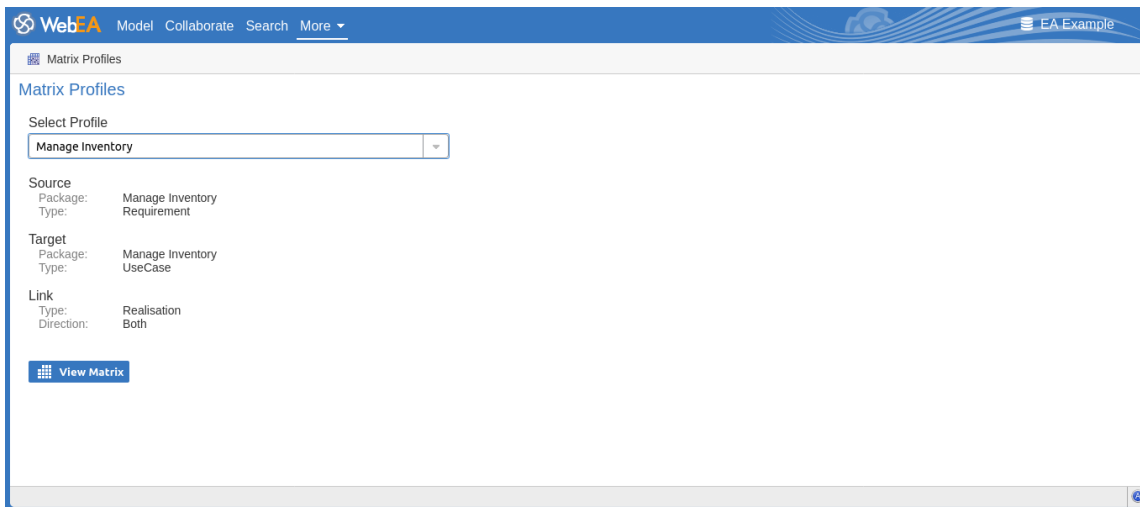 WebEA Model Collaborate Search More EA Example
Matrix Profiles
Matrix Profiles
Select Profile
Manage Inventory
Source
Package: Manage Inventory
Type: Requirement
Target
Package: Manage Inventory
Type: UseCase
Link
Type: Realisation
Direction: Both
View Matrix